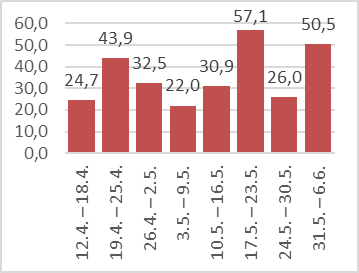 60,0
50,0
40,0
30,0
20,0
10,0
0,0
24,7
43,9
32,5
22,0
30,9
57,1
26,0
50,5
12.4. – 18.4.
19.4. – 25.4.
26.4. – 2.5.
3.5. – 9.5.
10.5. – 16.5.
17.5. – 23.5.
24.5. – 30.5.
31.5. – 6.6.